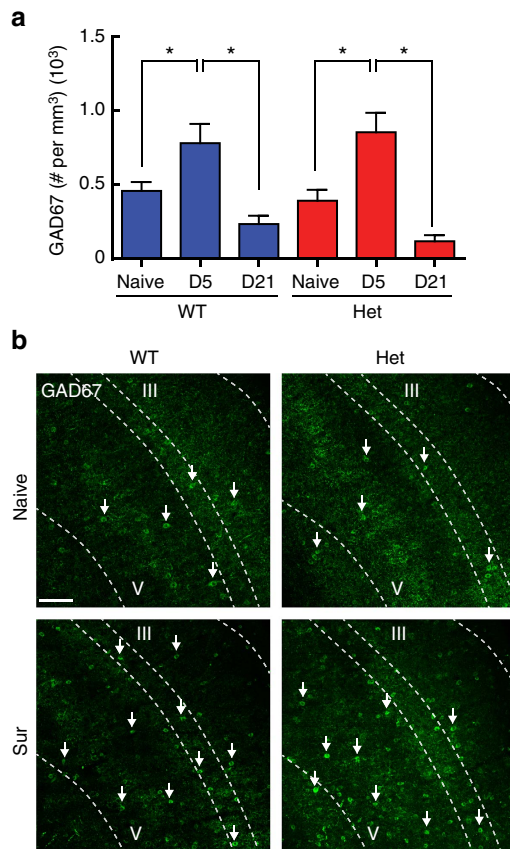 a
1.5
1.0
0.5
0
GAD67 (# per mm³) (10³)
* * * *
Naive D5 D21 Naive D5 D21
WT Het
b
WT Het
Naive
GAD67 III
V
III
V
Sur
III
V
III
V